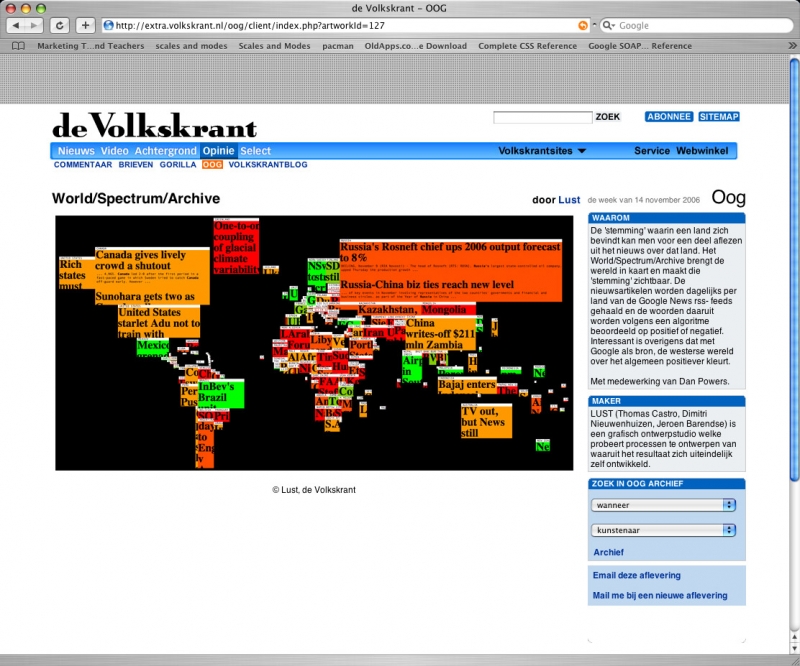 de Volkskrant – OOG
http://extra.volkskrant.nl/oog/client/index.php?artworkId=127
Google
Marketing T...nd Teachers scales and modes Scales and Modes pacman OldApps.co...e Download Complete CSS Reference Google SOAP... Reference
de Volkskrant
ZOEK
ABONNEE
SITEMAP
Nieuws Video Achtergrond Opinie Select
Volkskrantsites
Service Webwinkel
COMMENTAAR BRIEVEN GORILLA OOG VOLKSKRANTBLOG
World/Spectrum/Archive
door Lust
de week van 14 november 2006
Oog
One-to-or
coupling
of glacial
climate
variability
Canada gives lively
crowd a shutout
Sunohara gets two as
Rich
states
must
United States
starlet Adu not to
train with
Mexico
InBev's
Brazil
unit
day
to
Eng
Russia's Rosneft chief ups 2006 output forecast
to 8%
Russia-China biz ties reach new level
Kazakhstan, Mongolia
China
writes-off $211
mln Zambia
Bajaj enters
TV out,
but News
still
© Lust, de Volkskrant
WAAROM
De 'stemming' waarin een land zich
bevindt kan men voor een deel aflezen
uit het nieuws over dat land. Het
World/Spectrum/Archive brengt de
wereld in kaart en maakt die
'stemming' zichtbaar. De
nieuwsartikelen worden dagelijks per
land van de Google News rss- feeds
gehaald en de woorden daaruit
worden volgens een algoritme
beoordeeld op positief of negatief.
Interessant is overigens dat met
Google als bron, de westerse wereld
over het algemeen positiever kleurt.
Met medewerking van Dan Powers.
MAKER
LUST (Thomas Castro, Dimitri
Nieuwenhuizen, Jeroen Barendse) is
een grafisch ontwerpstudio welke
probeert processen te ontwerpen van
waaruit het resultaat zich uiteindelijk
zelf ontwikkeld.
ZOEK IN OOG ARCHIEF
wanneer
kunstenaar
Archief
Email deze aflevering
Mail me bij een nieuwe aflevering